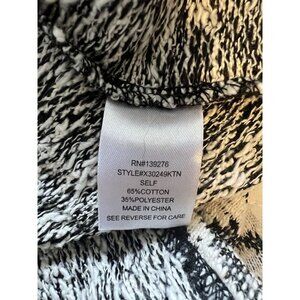 RN#139276
STYLE#X30249KTN
SELF
65%COTTON
35%POLYESTER
MADE IN CHINA
SEE REVERSE FOR CARE